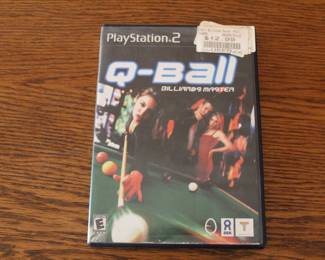 PlayStation 2
$12.99
Q-Ball
BILLIARDS MASTER
E
T